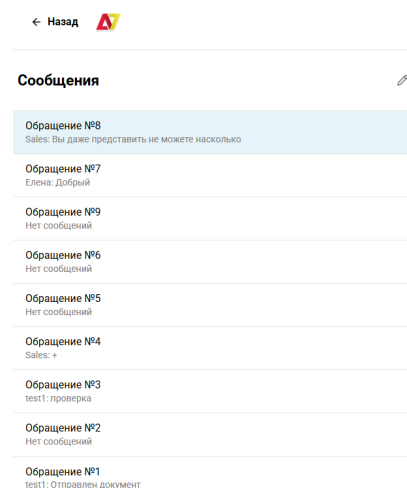 ← Назад A7
Сообщения
Обращение №8
Sales: Вы даже представить не можете насколько
Обращение №7
Елена: Добрый
Обращение №9
Нет сообщений
Обращение №6
Нет сообщений
Обращение №5
Нет сообщений
Обращение №4
Sales: +
Обращение №3
test1: проверка
Обращение №2
Нет сообщений
Обращение №1
test1: Отправлен документ